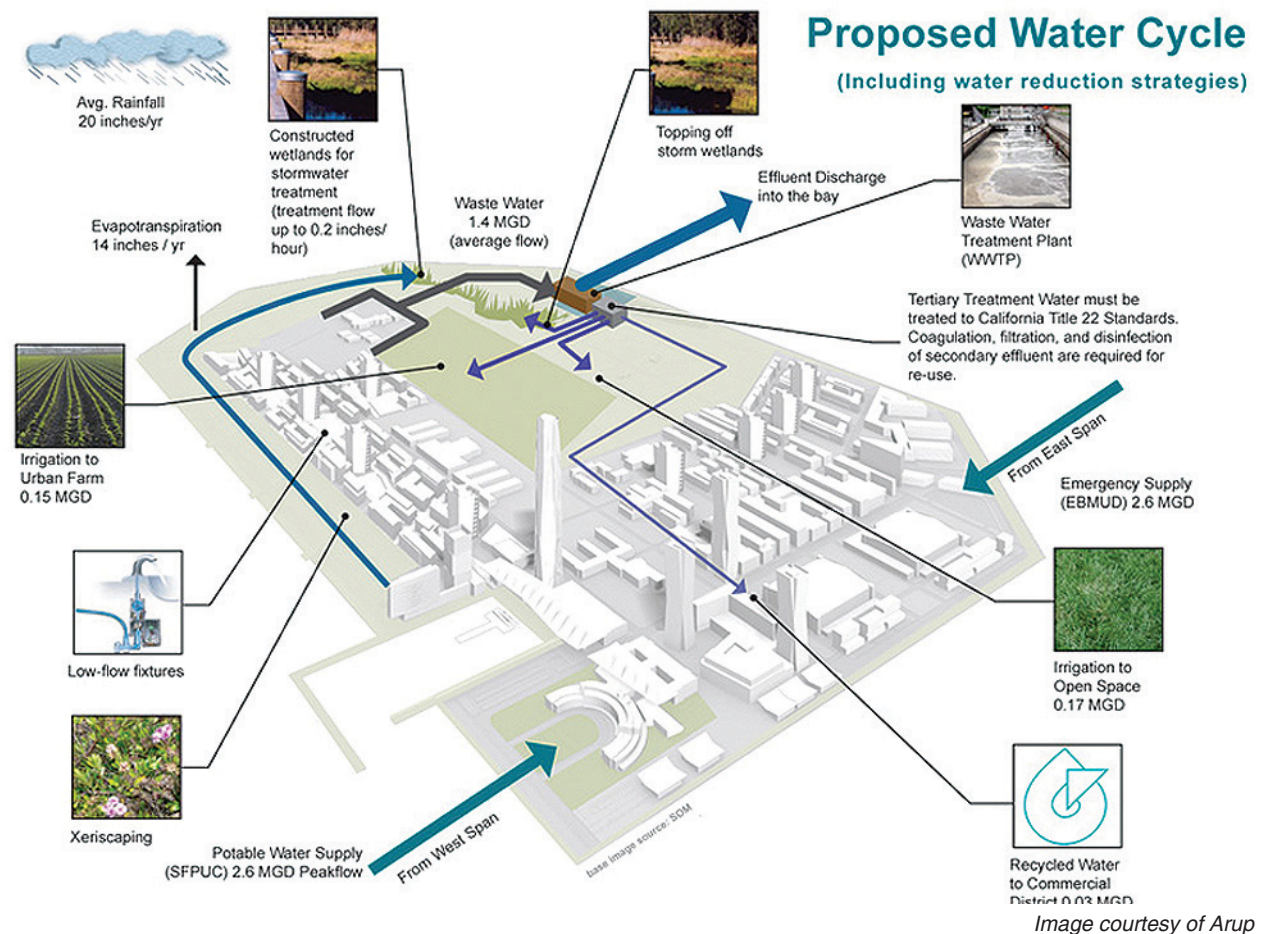 Proposed Water Cycle
(Including water reduction strategies)
Avg. Rainfall
20 inches/yr
Constructed
wetlands for
stormwater
treatment
(treatment flow
up to 0.2 inches/
hour)
Topping off
storm wetlands
Waste Water
1.4 MGD
(average flow)
Effluent Discharge
into the bay
Waste Water
Treatment Plant
(WWTP)
Evapotranspiration
14 inches / yr
Tertiary Treatment Water must be
treated to California Title 22 Standards.
Coagulation, filtration, and disinfection
of secondary effluent are required for
re-use.
Irrigation to
Urban Farm
0.15 MGD
From East Span
Emergency Supply
(EBMUD) 2.6 MGD
Low-flow fixtures
Irrigation to
Open Space
0.17 MGD
Xeriscaping
Potable Water Supply
(SFPUC) 2.6 MGD Peakflow
From West Span
base image source: SOM
Recycled Water
to Commercial
District 0.03 MGD
Image courtesy of Arup